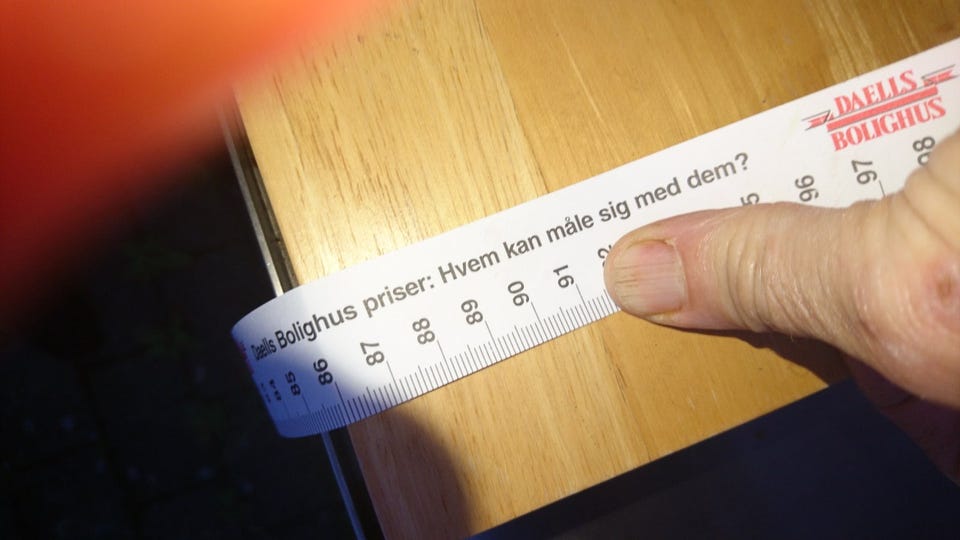 DAELLS
BOLIGHUS
Daells Bolighus priser: Hvem kan måle sig med dem?
84 85 86 87 88 89 90 91 96 97 98